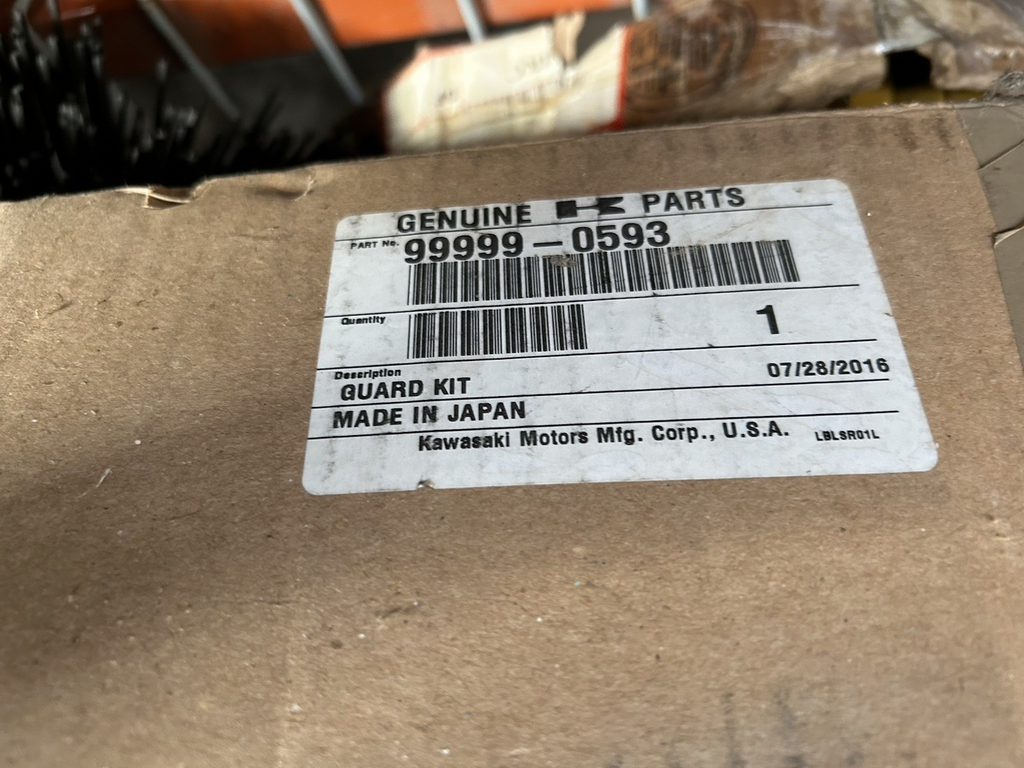 GENUINE PARTS
PART No. 99999-0593
Quantity 1
Description 07/28/2016
GUARD KIT
MADE IN JAPAN
Kawasaki Motors Mfg. Corp., U.S.A. LBLSR01L